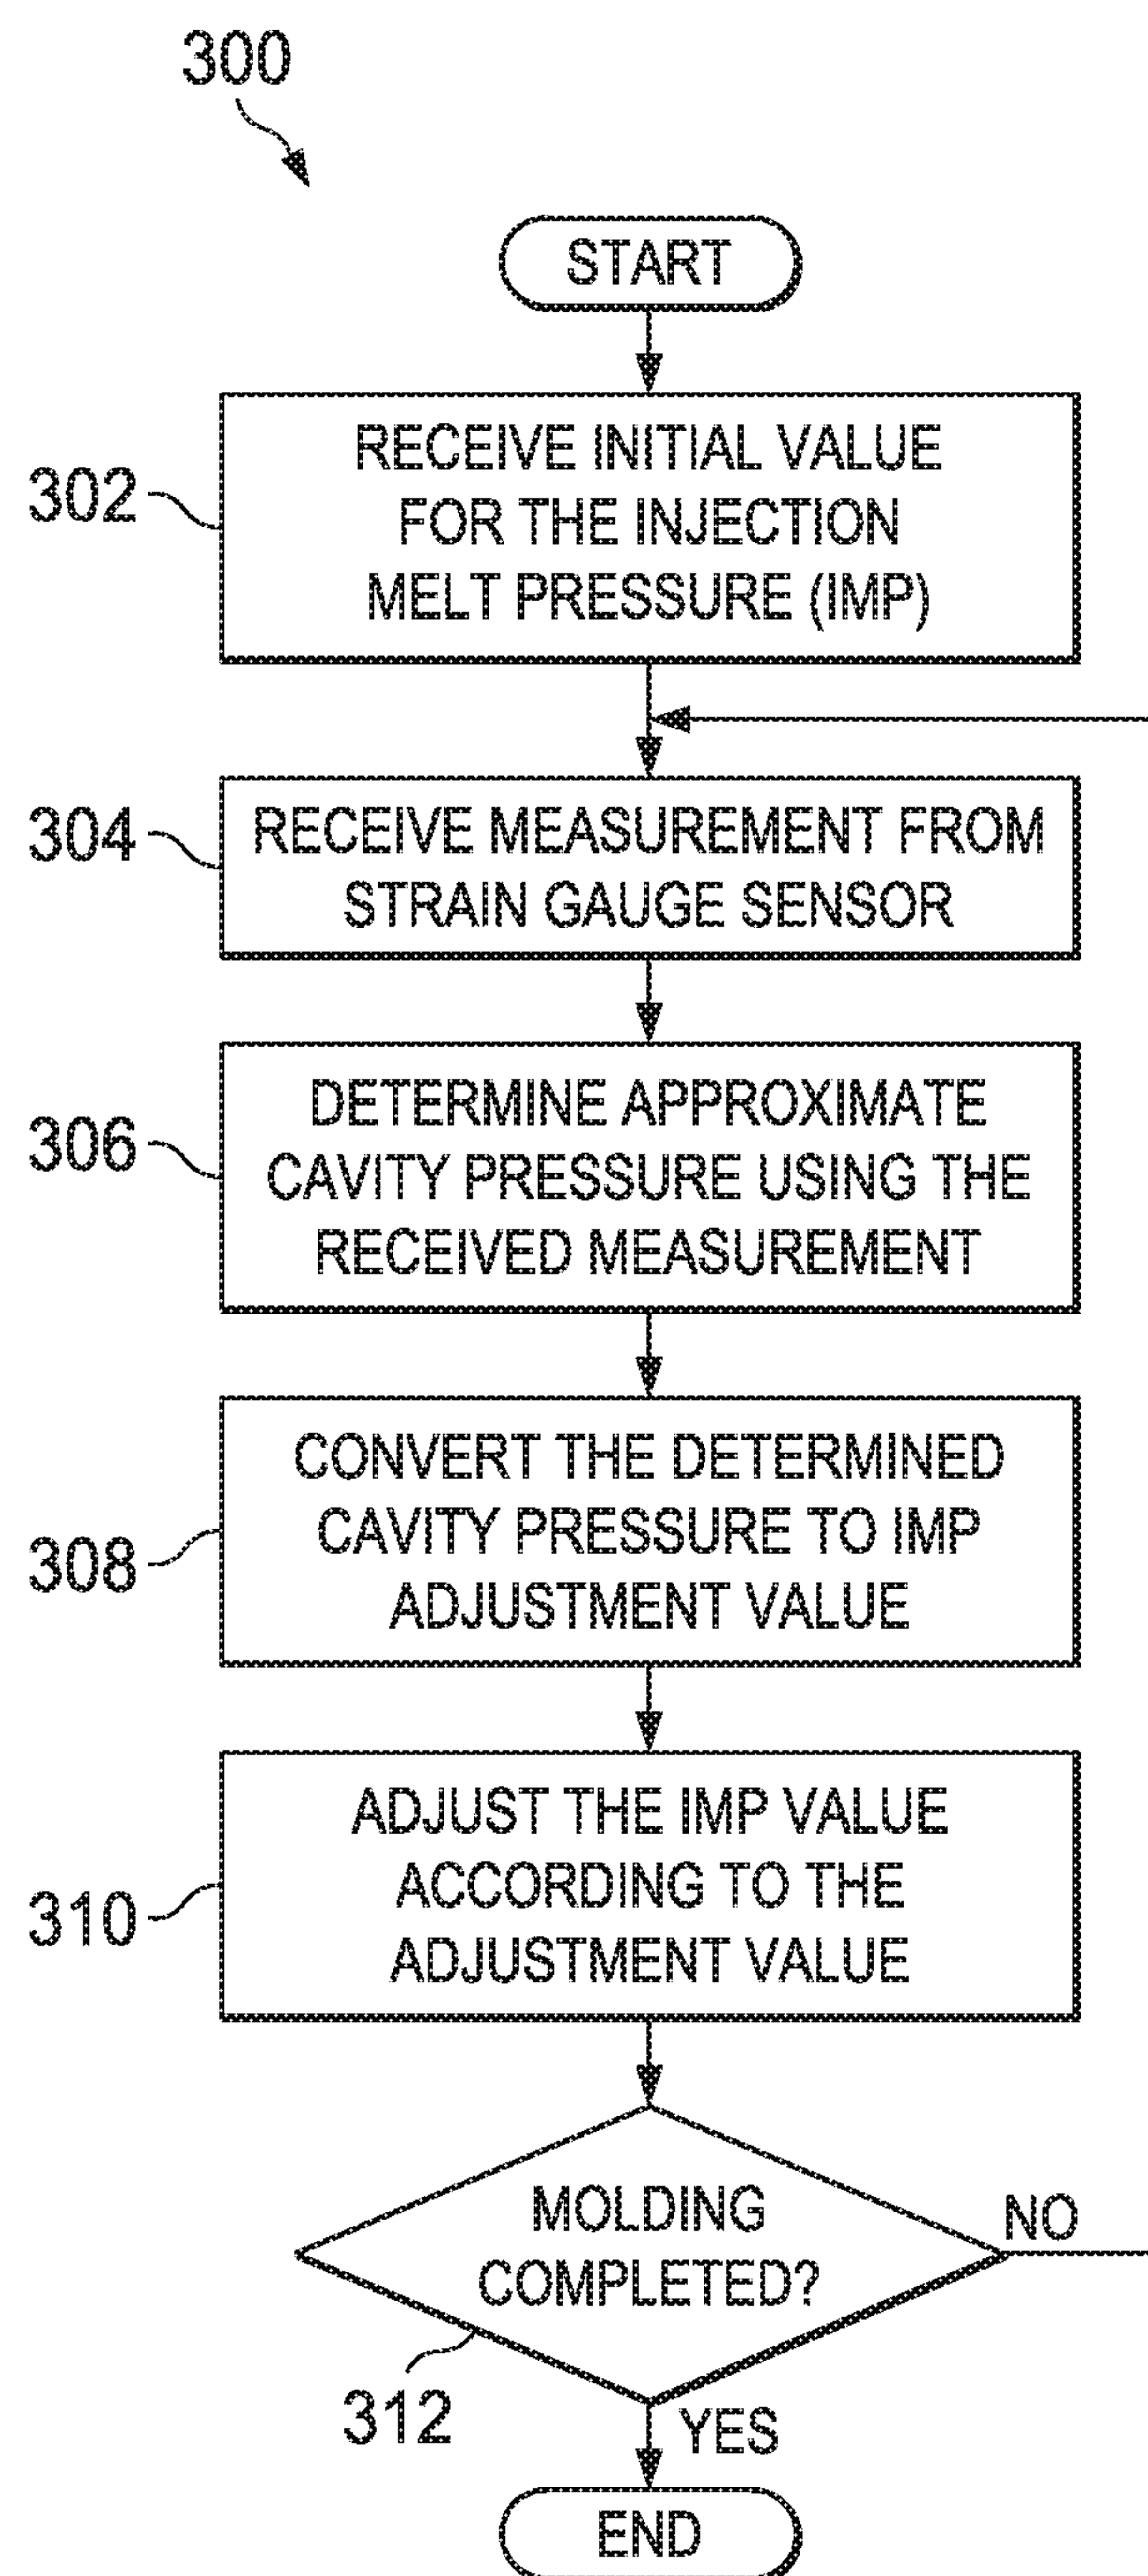 300
START
302
RECEIVE INITIAL VALUE
FOR THE INJECTION
MELT PRESSURE (IMP)
304
RECEIVE MEASUREMENT FROM
STRAIN GAUGE SENSOR
306
DETERMINE APPROXIMATE
CAVITY PRESSURE USING THE
RECEIVED MEASUREMENT
308
CONVERT THE DETERMINED
CAVITY PRESSURE TO IMP
ADJUSTMENT VALUE
310
ADJUST THE IMP VALUE
ACCORDING TO THE
ADJUSTMENT VALUE
MOLDING
COMPLETED?
NO
312
YES
END